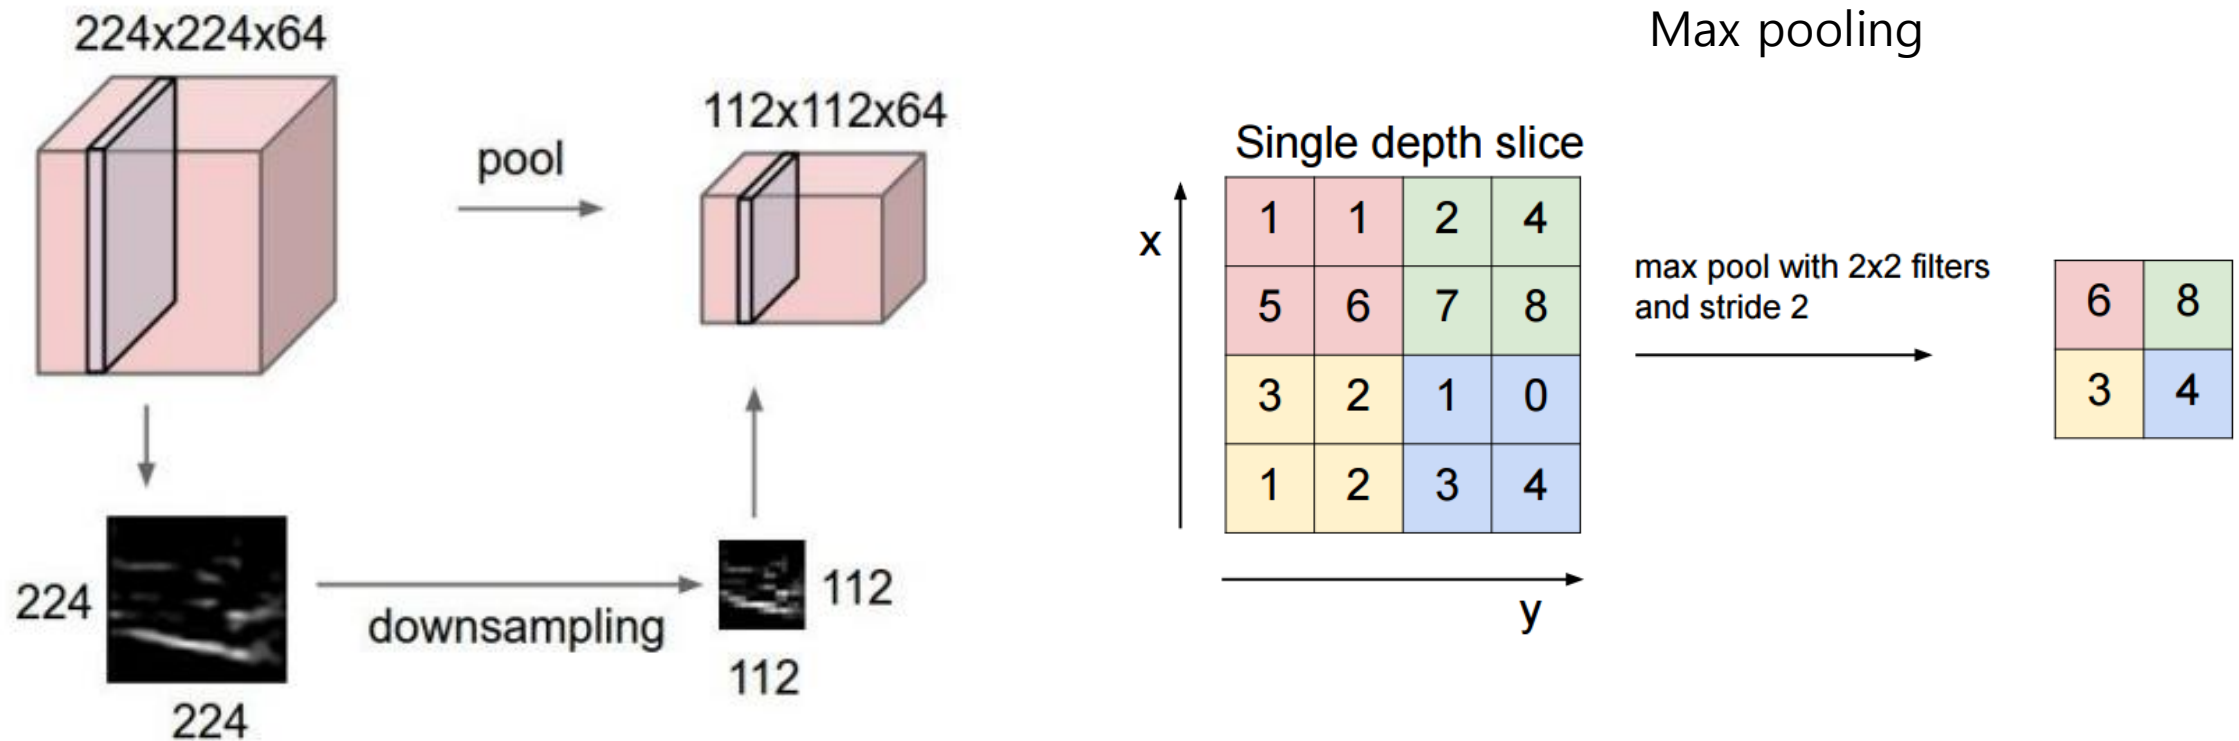 224x224x64
pool
112x112x64
224
224
downsampling
112
112
Max pooling
Single depth slice
x
1 1 2 4
5 6 7 8
3 2 1 0
1 2 3 4
y
max pool with 2x2 filters
and stride 2
6 8
3 4